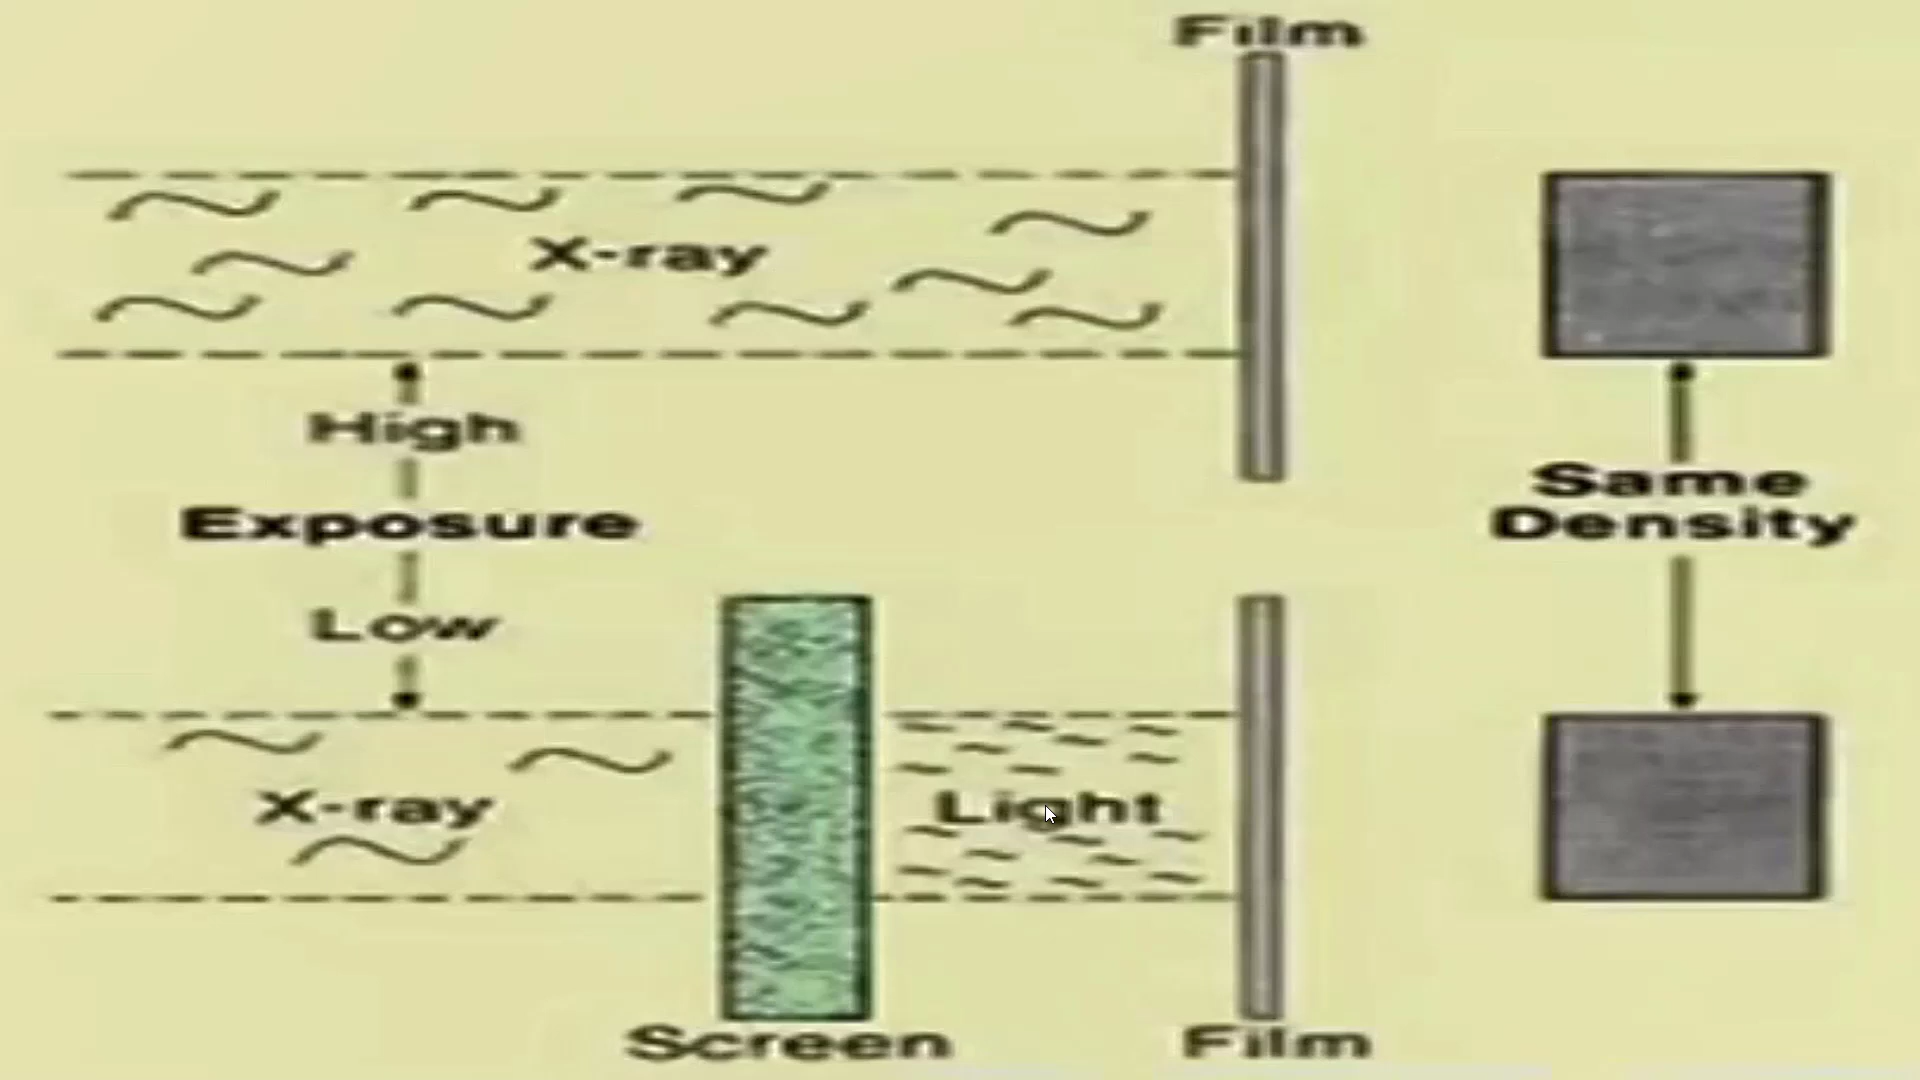 Film
X-ray
High
Exposure
Low
Same
Density
X-ray
Light
Screen
Film